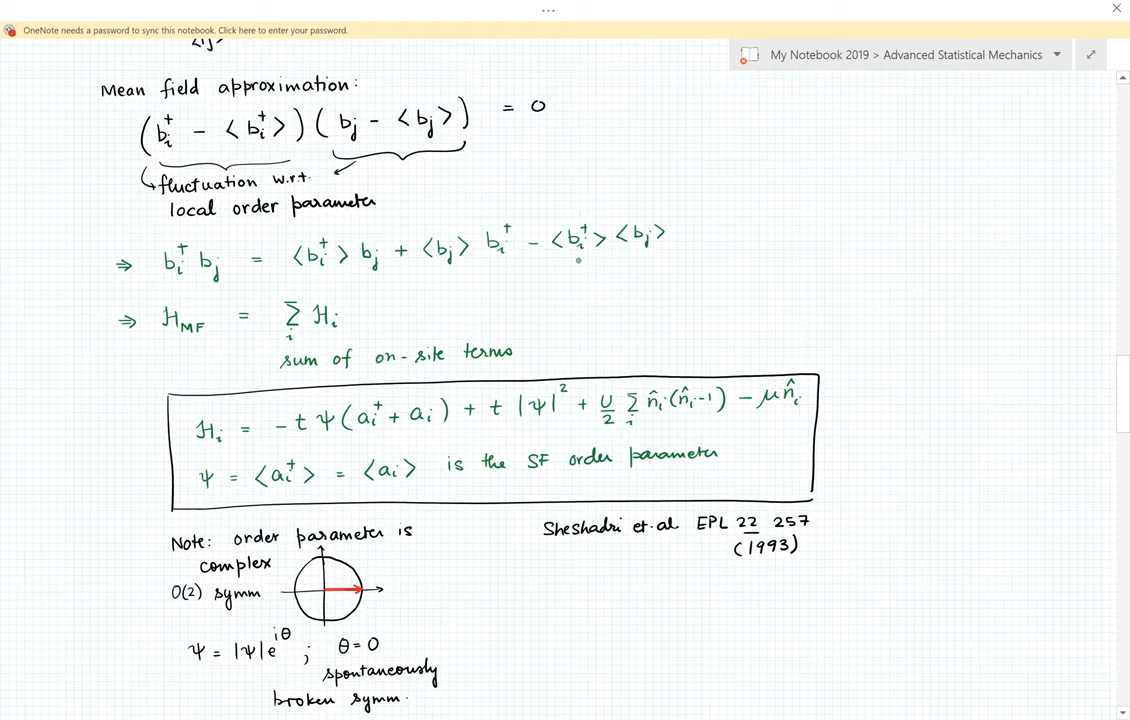 OneNote needs a password to sync this notebook. Click here to enter your password.
My Notebook 2019 > Advanced Statistical Mechanics
<ij>
Mean field approximation:
(b_i^+ - <b_i^+>) (b_j - <b_j>) = 0
fluctuation w.r.t.
local order parameter
⇒ b_i^+ b_j = <b_i^+> b_j + <b_j> b_i^+ - <b_i^+> <b_j>
⇒ H_MF = Σ_i H_i
sum of on-site terms
H_i = - t ψ (a_i^+ + a_i) + t |ψ|^2 + U/2 Σ_i n̂_i (n̂_i - 1) - μ n̂_i
ψ = <a_i^+> = <a_i> is the SF order parameter
Note: order parameter is
complex
O(2) symm
Sheshadri et.al EPL 22 257
(1993)
ψ = |ψ| e^{iθ} ; θ = 0
spontaneously
broken symm.